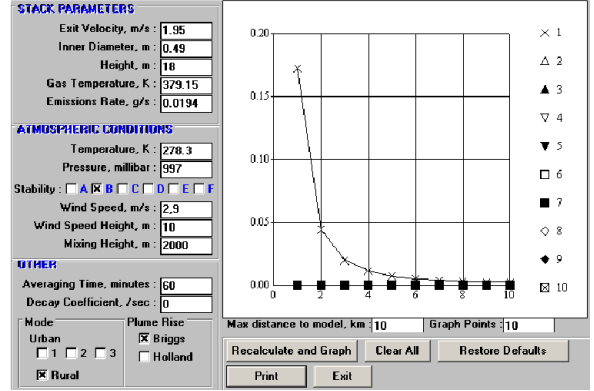 STACK PARAMETERS
Exit Velocity, m/s : 1.95
Inner Diameter, m : 0.49
Height, m : 18
Gas Temperature, K : 379.15
Emissions Rate, g/s : 0.0194
ATMOSPHERIC CONDITIONS
Temperature, K : 278.3
Pressure, millibar : 997
Stability : A B C D E F
Wind Speed, m/s : 2,9
Wind Speed Height, m : 10
Mixing Height, m : 2000
OTHER
Averaging Time, minutes : 60
Decay Coefficient, /sec : 0
Mode
Urban
1 2 3
Rural
Plume Rise
Briggs
Holland
0.20
0.15
0.10
0.05
0.00
0 2 4 6 8 10
1
2
3
4
5
6
7
8
9
10
Max distance to model, km : 10 Graph Points : 10
Recalculate and Graph Clear All Restore Defaults
Print Exit